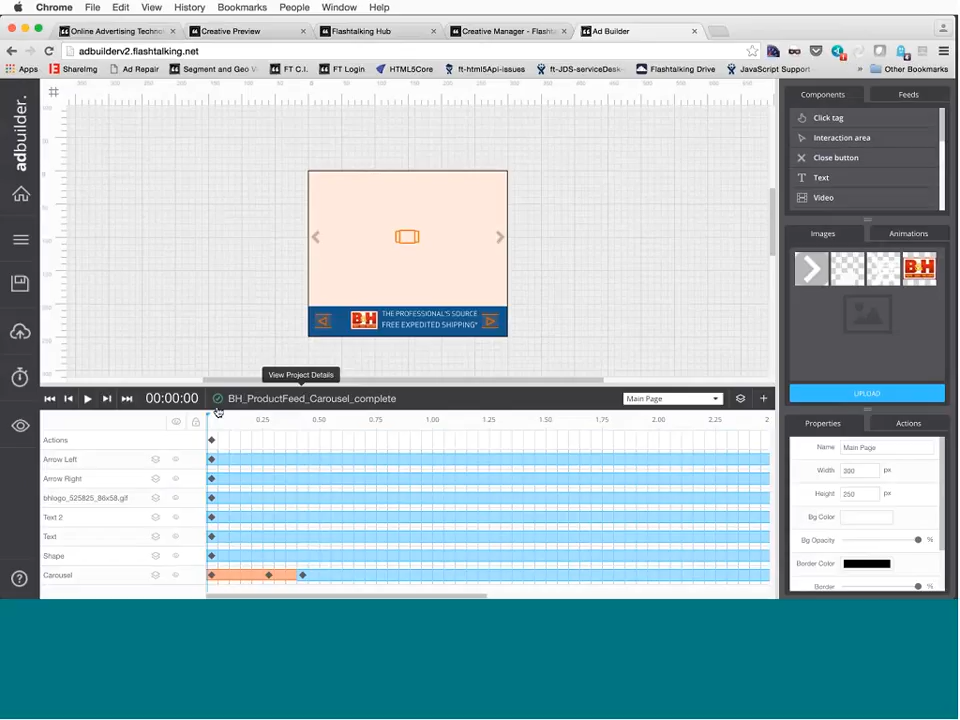 Chrome File Edit View History Bookmarks People Window Help
Online Advertising Techno × Creative Preview × Flashtalking Hub × Creative Manager - Flashta × Ad Builder ×
adbuilderv2.flashtalking.net
Apps ShareImg Ad Repair Segment and Geo V FT C.I. FT Login HTML5Core ft-html5Api-issues ft-JDS-serviceDesk Flashtalking Drive JavaScript Support » Other Bookmarks
adbuilder.
Components Feeds
Click tag
Interaction area
Close button
Text
Video
Images Animations
B&H
UPLOAD
B&H THE PROFESSIONAL'S SOURCE
FREE EXPEDITED SHIPPING*
View Project Details
00:00:00 BH_ProductFeed_Carousel_complete Main Page
0.25 0.50 0.75 1.00 1.25 1.50 1.75 2.00 2.25 2
Actions
Arrow Left
Arrow Right
bhlogo_525825_86x58.gif
Text 2
Text
Shape
Carousel
Properties Actions
Name Main Page
Width 300 px
Height 250 px
Bg Color
Bg Opacity %
Border Color
Border %